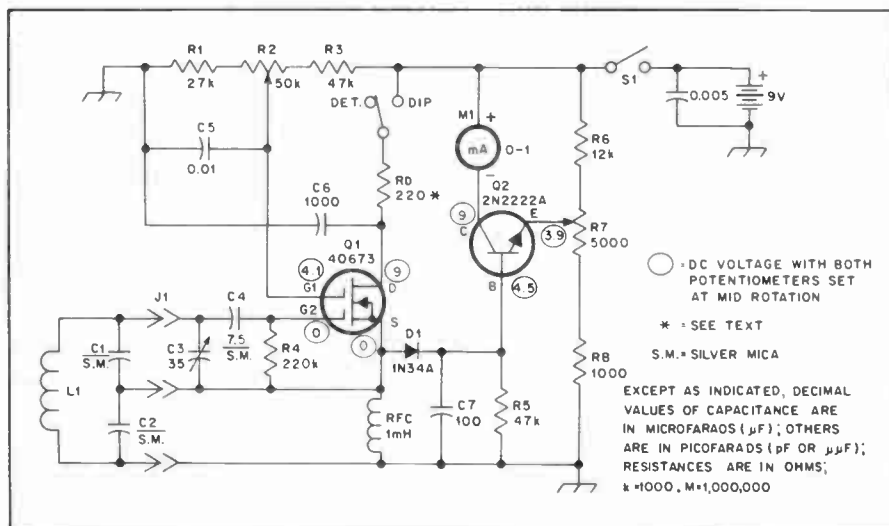 R1
27k
R2
50k
R3
47k
S1
+
0.005
9V
DET.
DIP
M1
+
mA
0-1
-
R6
12k
C5
0.01
RD
220*
Q2
2N2222A
C6
1000
9
C
E
3.9
R7
5000
B
4.5
Q1
40673
4.1
9
G1
D
G2
S
0
0
J1
C4
7.5
S.M.
C1
S.M.
C3
35
R4
220k
D1
1N34A
R8
1000
L1
C2
S.M.
RFC
1mH
C7
100
R5
47k
= DC VOLTAGE WITH BOTH
POTENTIOMETERS SET
AT MID ROTATION
* = SEE TEXT
S.M.= SILVER MICA
EXCEPT AS INDICATED, DECIMAL
VALUES OF CAPACITANCE ARE
IN MICROFARADS (µF); OTHERS
ARE IN PICOFARADS (pF OR µµF);
RESISTANCES ARE IN OHMS;
k=1000, M=1,000,000